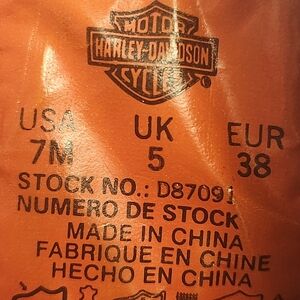 MOTOR
HARLEY-DAVIDSON
CYCLES
®
USA UK EUR
7M 5 38
STOCK NO.: D87091
NUMERO DE STOCK
MADE IN CHINA
FABRIQUE EN CHINE
HECHO EN CHINA